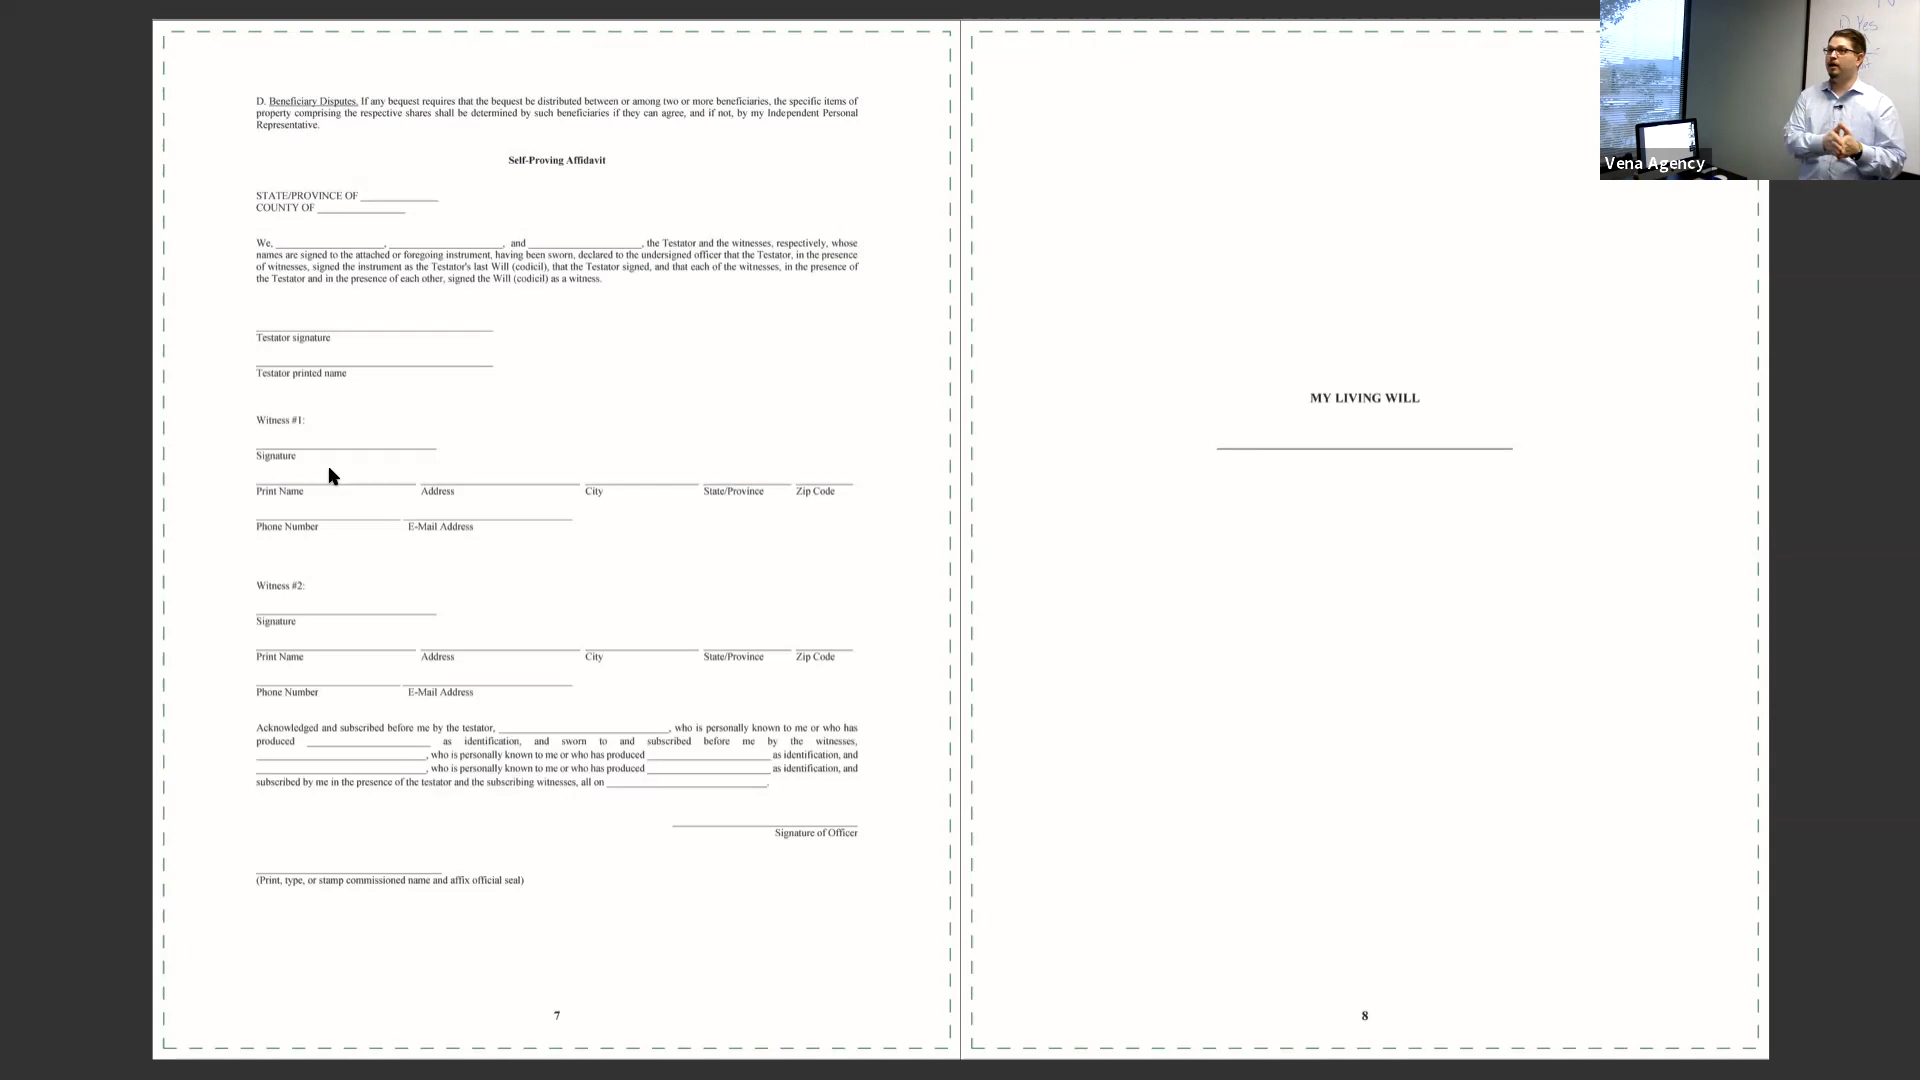 D. Beneficiary Disputes. If any bequest requires that the bequest be distributed between or among two or more beneficiaries, the specific items of
property comprising the respective shares shall be determined by such beneficiaries if they can agree, and if not, by my Independent Personal
Representative.
Self-Proving Affidavit
STATE/PROVINCE OF _______________
COUNTY OF _______________
We, ____________________, ____________________, and ____________________, the Testator and the witnesses, respectively, whose
names are signed to the attached or foregoing instrument, having been sworn, declared to the undersigned officer that the Testator, in the presence
of witnesses, signed the instrument as the Testator's last Will (codicil), that the Testator signed, and that each of the witnesses, in the presence of
the Testator and in the presence of each other, signed the Will (codicil) as a witness.
Testator signature
Testator printed name
Witness #1:
Signature
Print Name Address City State/Province Zip Code
Phone Number E-Mail Address
Witness #2:
Signature
Print Name Address City State/Province Zip Code
Phone Number E-Mail Address
Acknowledged and subscribed before me by the testator, ______________________________, who is personally known to me or who has
produced ______________________ as identification, and sworn to and subscribed before me by the witnesses,
______________________________, who is personally known to me or who has produced ______________________ as identification, and
______________________________, who is personally known to me or who has produced ______________________ as identification, and
subscribed by me in the presence of the testator and the subscribing witnesses, all on ____________________________.
Signature of Officer
(Print, type, or stamp commissioned name and affix official seal)
7
MY LIVING WILL
8
Yes
Vena Agency